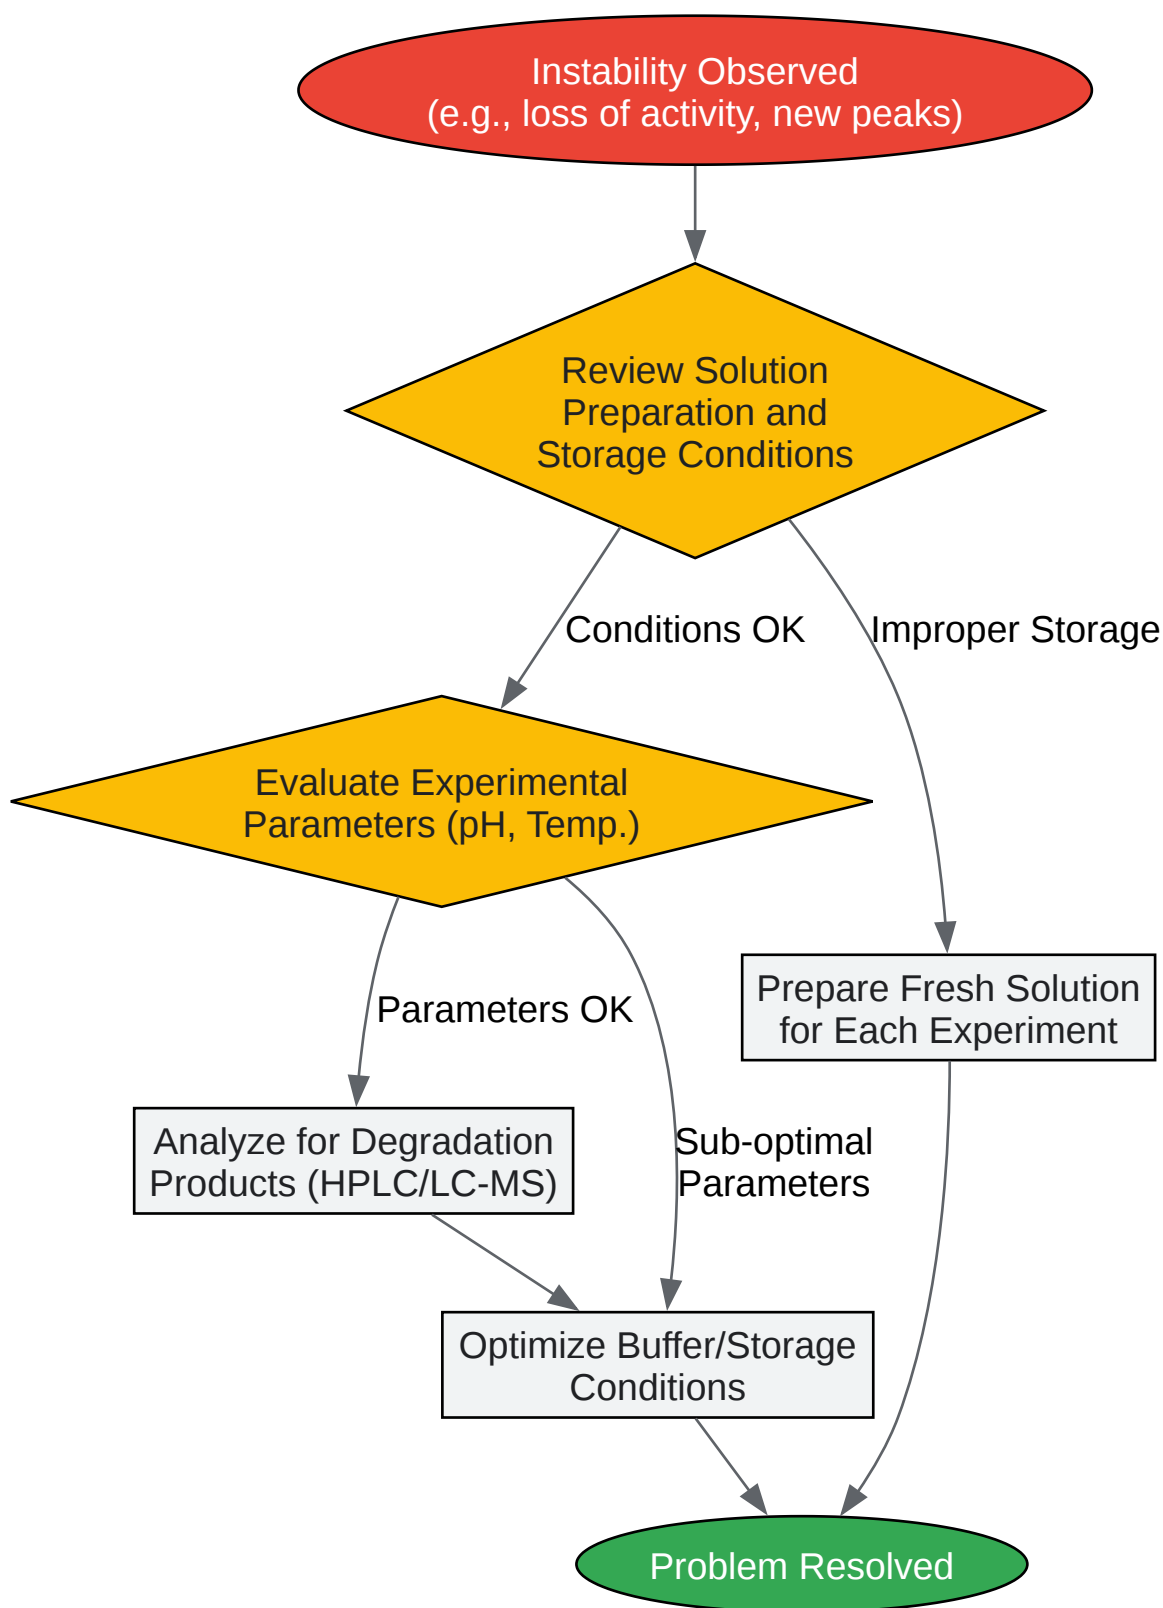 Instability Observed
(e.g., loss of activity, new peaks)
Review Solution
Preparation and
Storage Conditions
Conditions OK
Improper Storage
Evaluate Experimental
Parameters (pH, Temp.)
Prepare Fresh Solution
for Each Experiment
Parameters OK
Analyze for Degradation
Products (HPLC/LC-MS)
Sub-optimal
Parameters
Optimize Buffer/Storage
Conditions
Problem Resolved